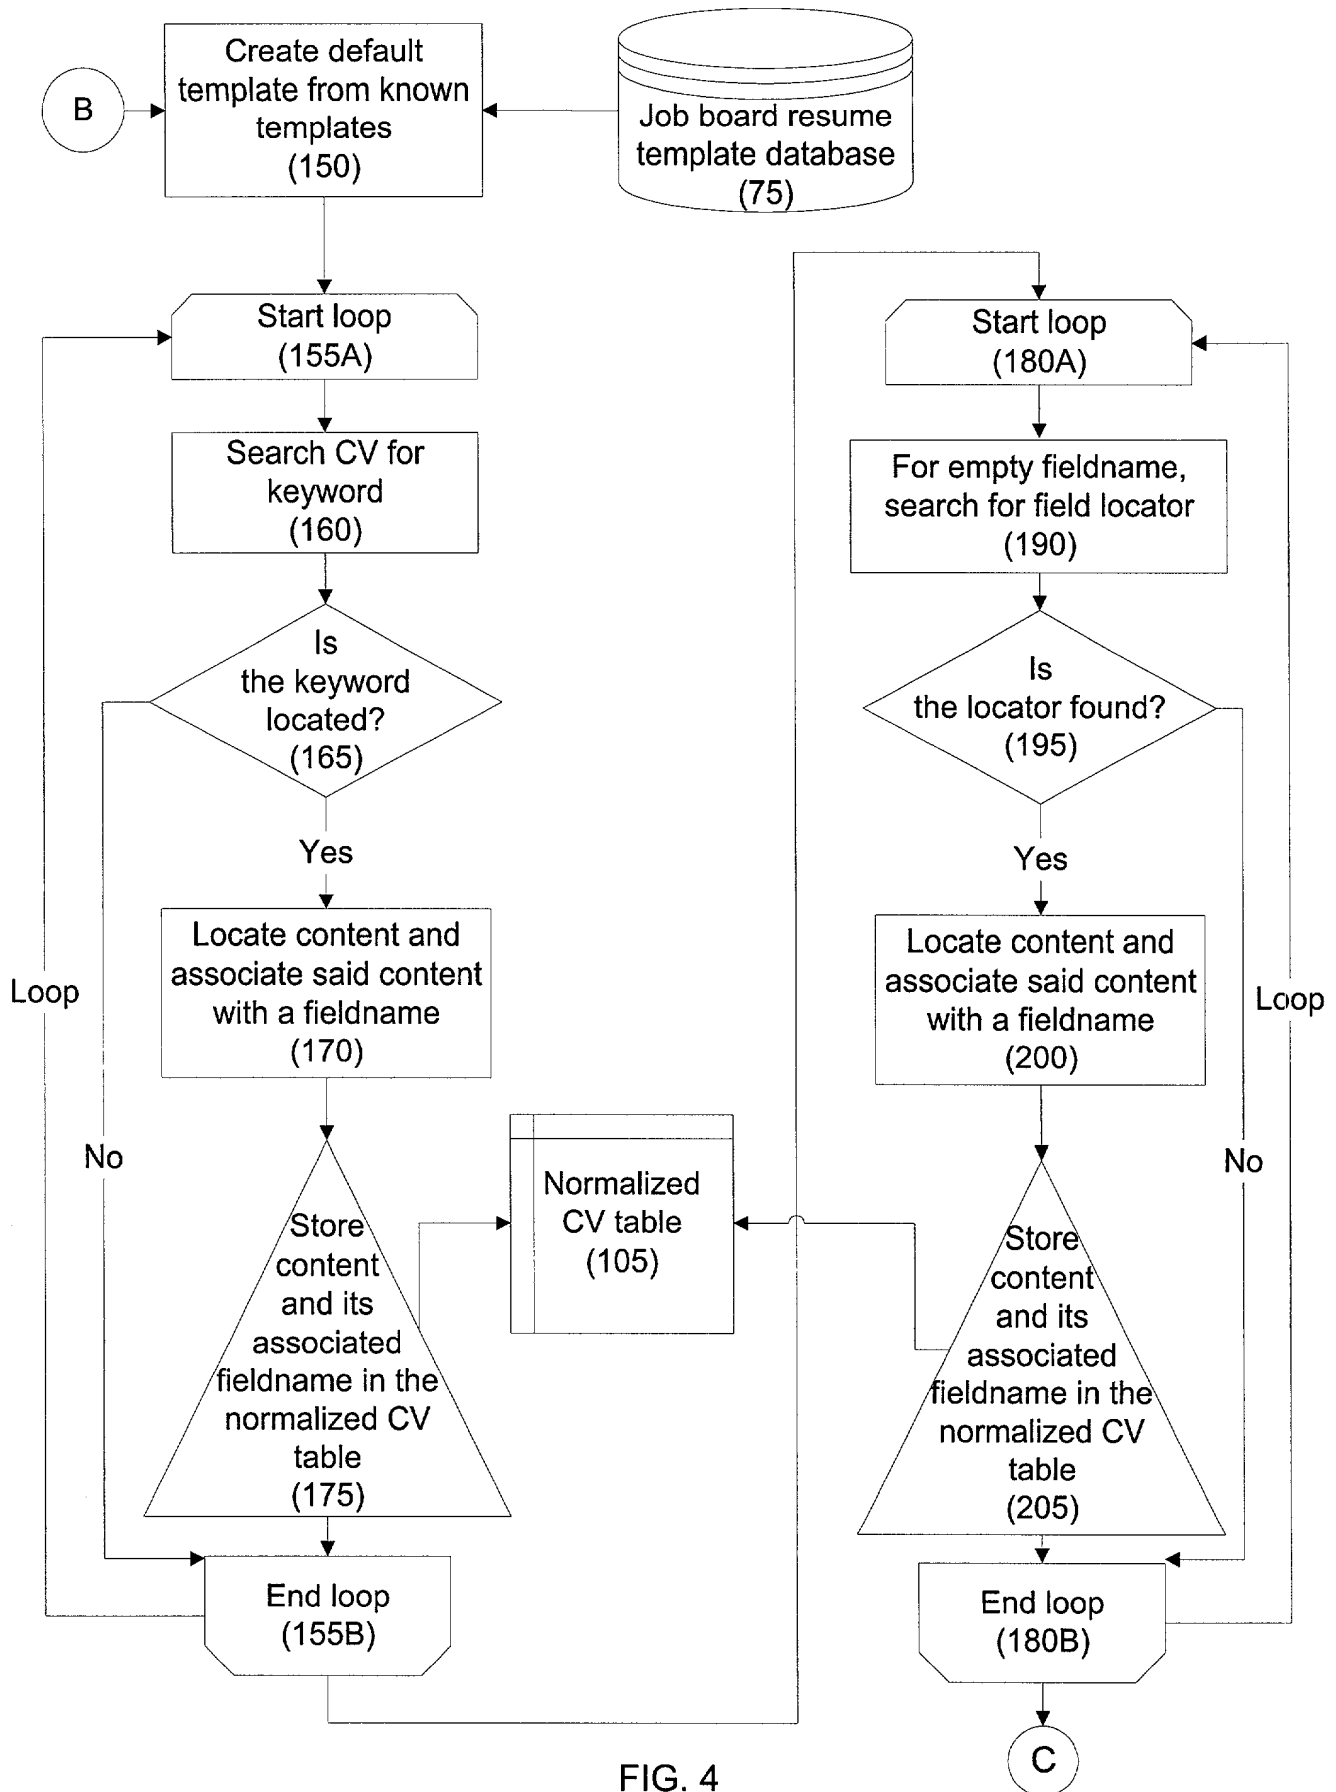 B
Create default
template from known
templates
(150)
Job board resume
template database
(75)
Start loop
(155A)
Search CV for
keyword
(160)
Is
the keyword
located?
(165)
Yes
Locate content and
associate said content
with a fieldname
(170)
Loop
No
Store
content
and its
associated
fieldname in the
normalized CV
table
(175)
End loop
(155B)
Normalized
CV table
(105)
Start loop
(180A)
For empty fieldname,
search for field locator
(190)
Is
the locator found?
(195)
Yes
Locate content and
associate said content
with a fieldname
(200)
Loop
No
Store
content
and its
associated
fieldname in the
normalized CV
table
(205)
End loop
(180B)
C
FIG. 4